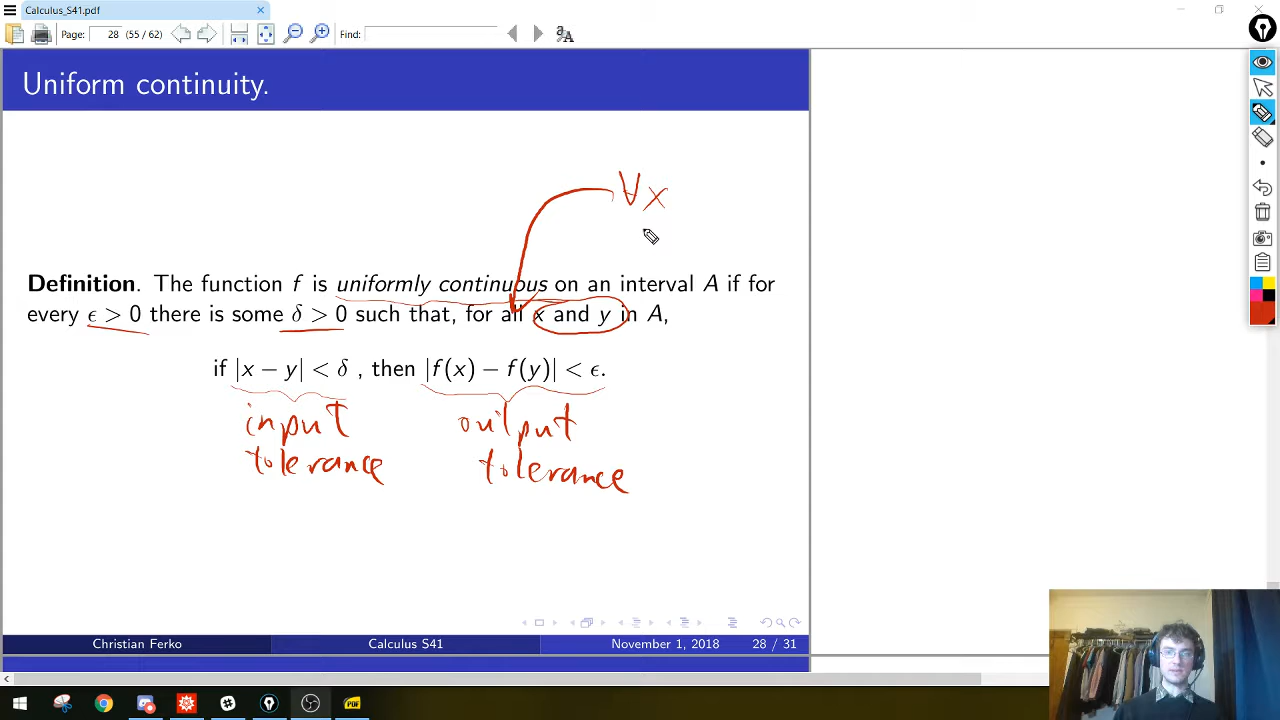 Calculus_S41.pdf
Page: 28 (55 / 62) Find:
Uniform continuity.
∀x
Definition. The function f is uniformly continuous on an interval A if for
every ϵ > 0 there is some δ > 0 such that, for all x and y in A,
if |x − y| < δ , then |f(x) − f(y)| < ϵ.
input output
tolerance tolerance
Christian Ferko Calculus S41 November 1, 2018 28 / 31